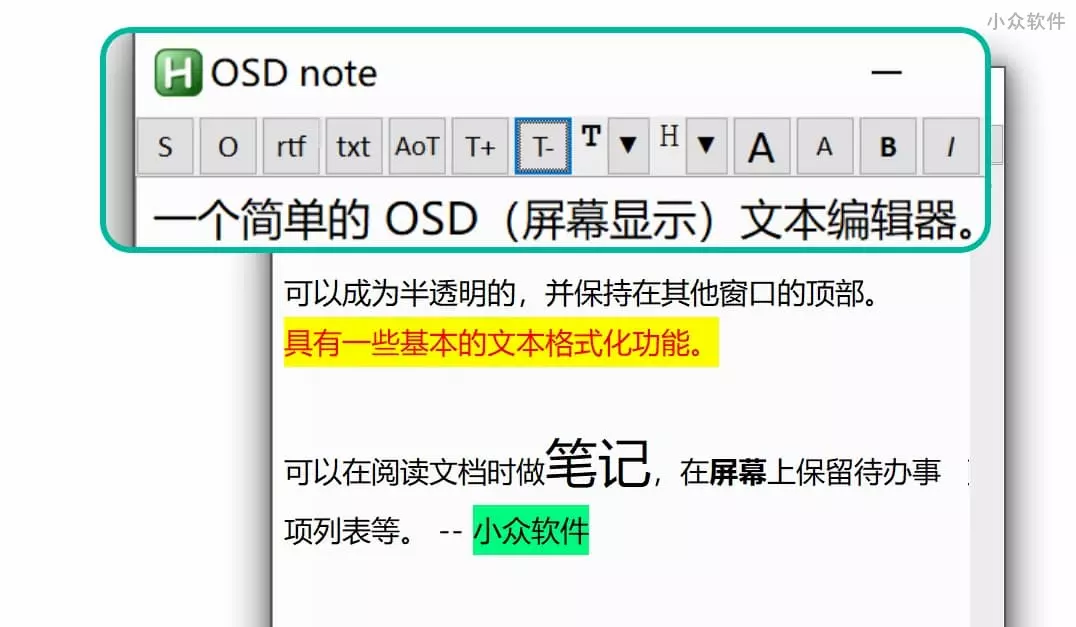 小众软件
OSD note
S O rtf txt AoT T+ T- T ▼ H ▼ A A B I
一个简单的 OSD（屏幕显示）文本编辑器。
可以成为半透明的，并保持在其他窗口的顶部。
具有一些基本的文本格式化功能。
可以在阅读文档时做笔记，在屏幕上保留待办事
项列表等。 -- 小众软件